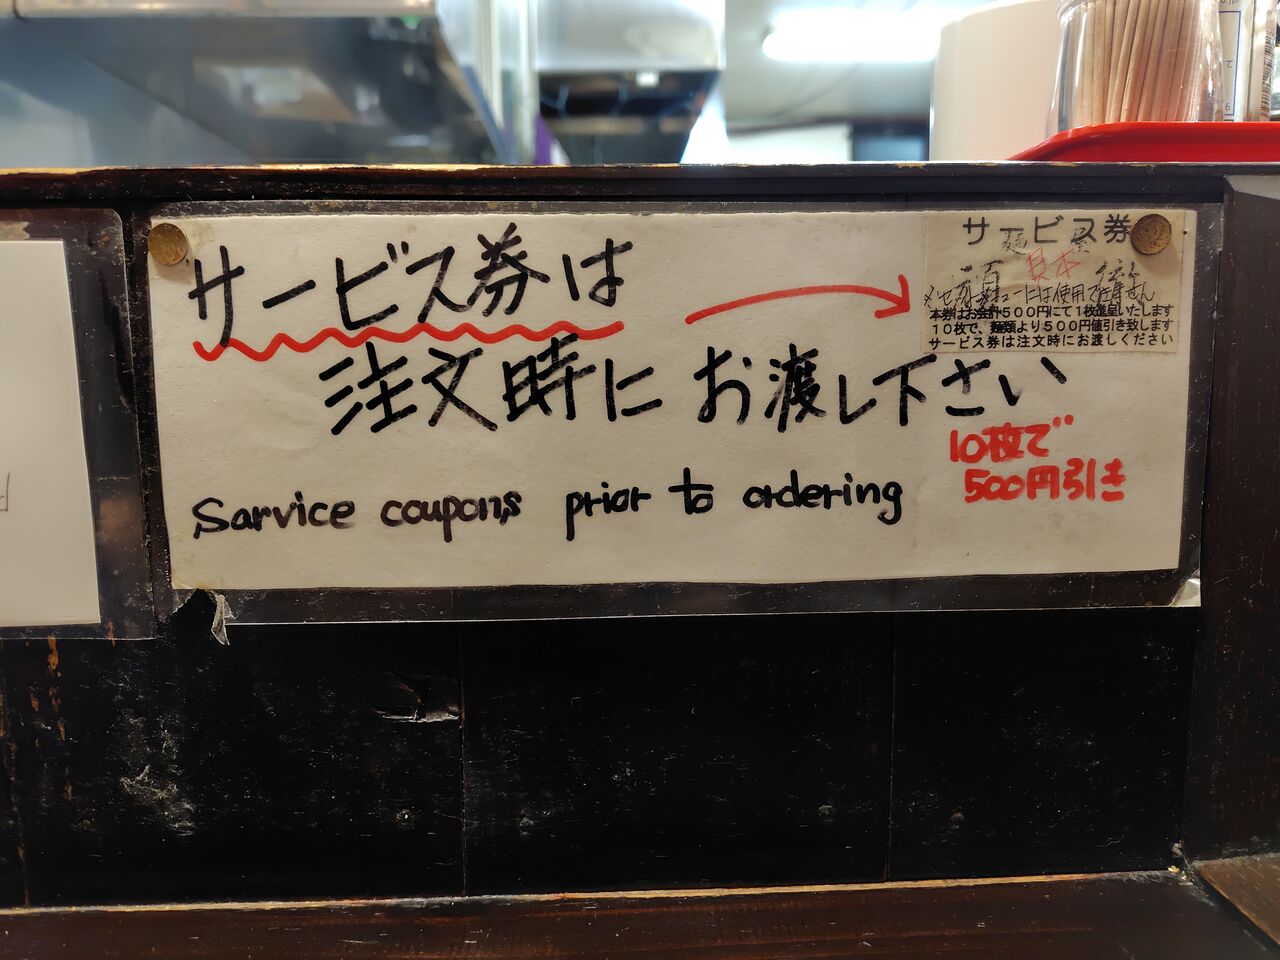 サービス券は
注文時にお渡し下さい
Sarvice coupons prior to ordering
10枚で
500円引き
サービス券
見本
本券はお会計500円にて1枚進呈いたします
10枚で、麺類より500円値引き致します
サービス券は注文時にお渡しください